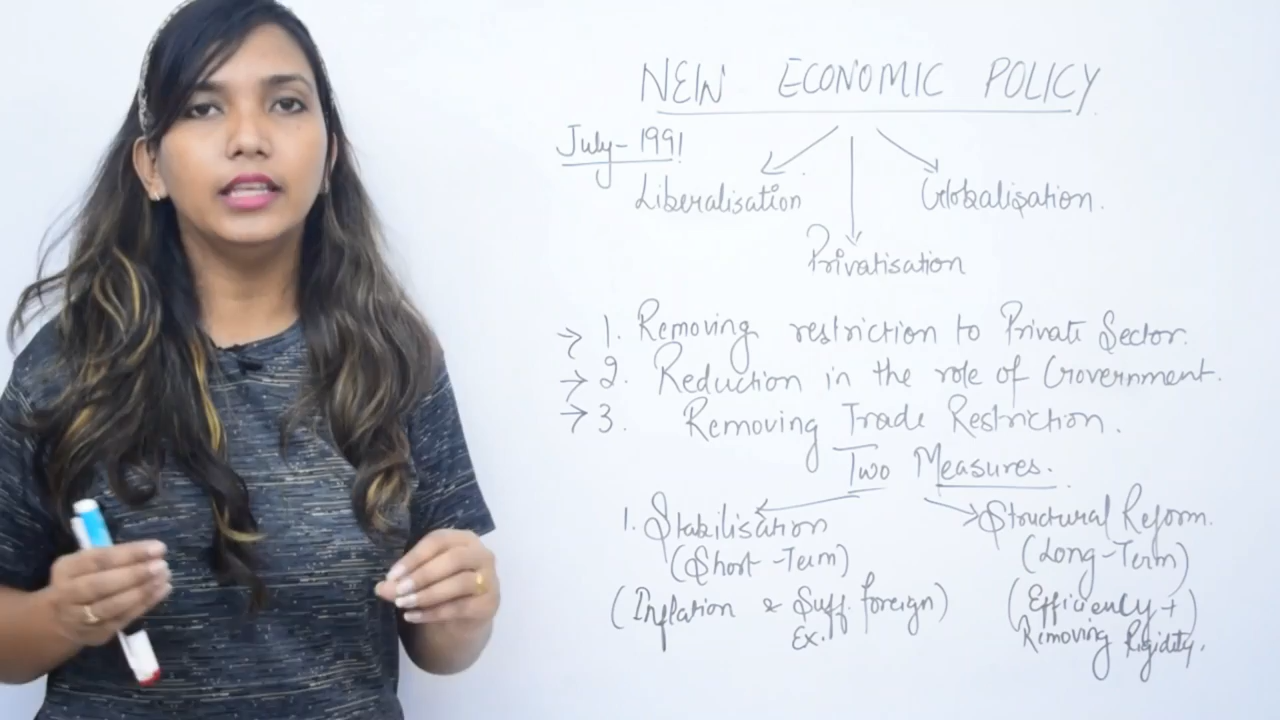 NEW ECONOMIC POLICY
July-1991
Liberalisation
Globalisation.
Privatisation
→ 1. Removing restriction to Private Sector.
→ 2. Reduction in the role of Government.
→ 3. Removing Trade Restriction.
Two Measures.
1. Stabilisation
(Short-Term)
(Inflation & Suff. foreign)
Ex.
Structural Reform.
(Long-Term)
(Efficiency +)
Removing Rigidity.